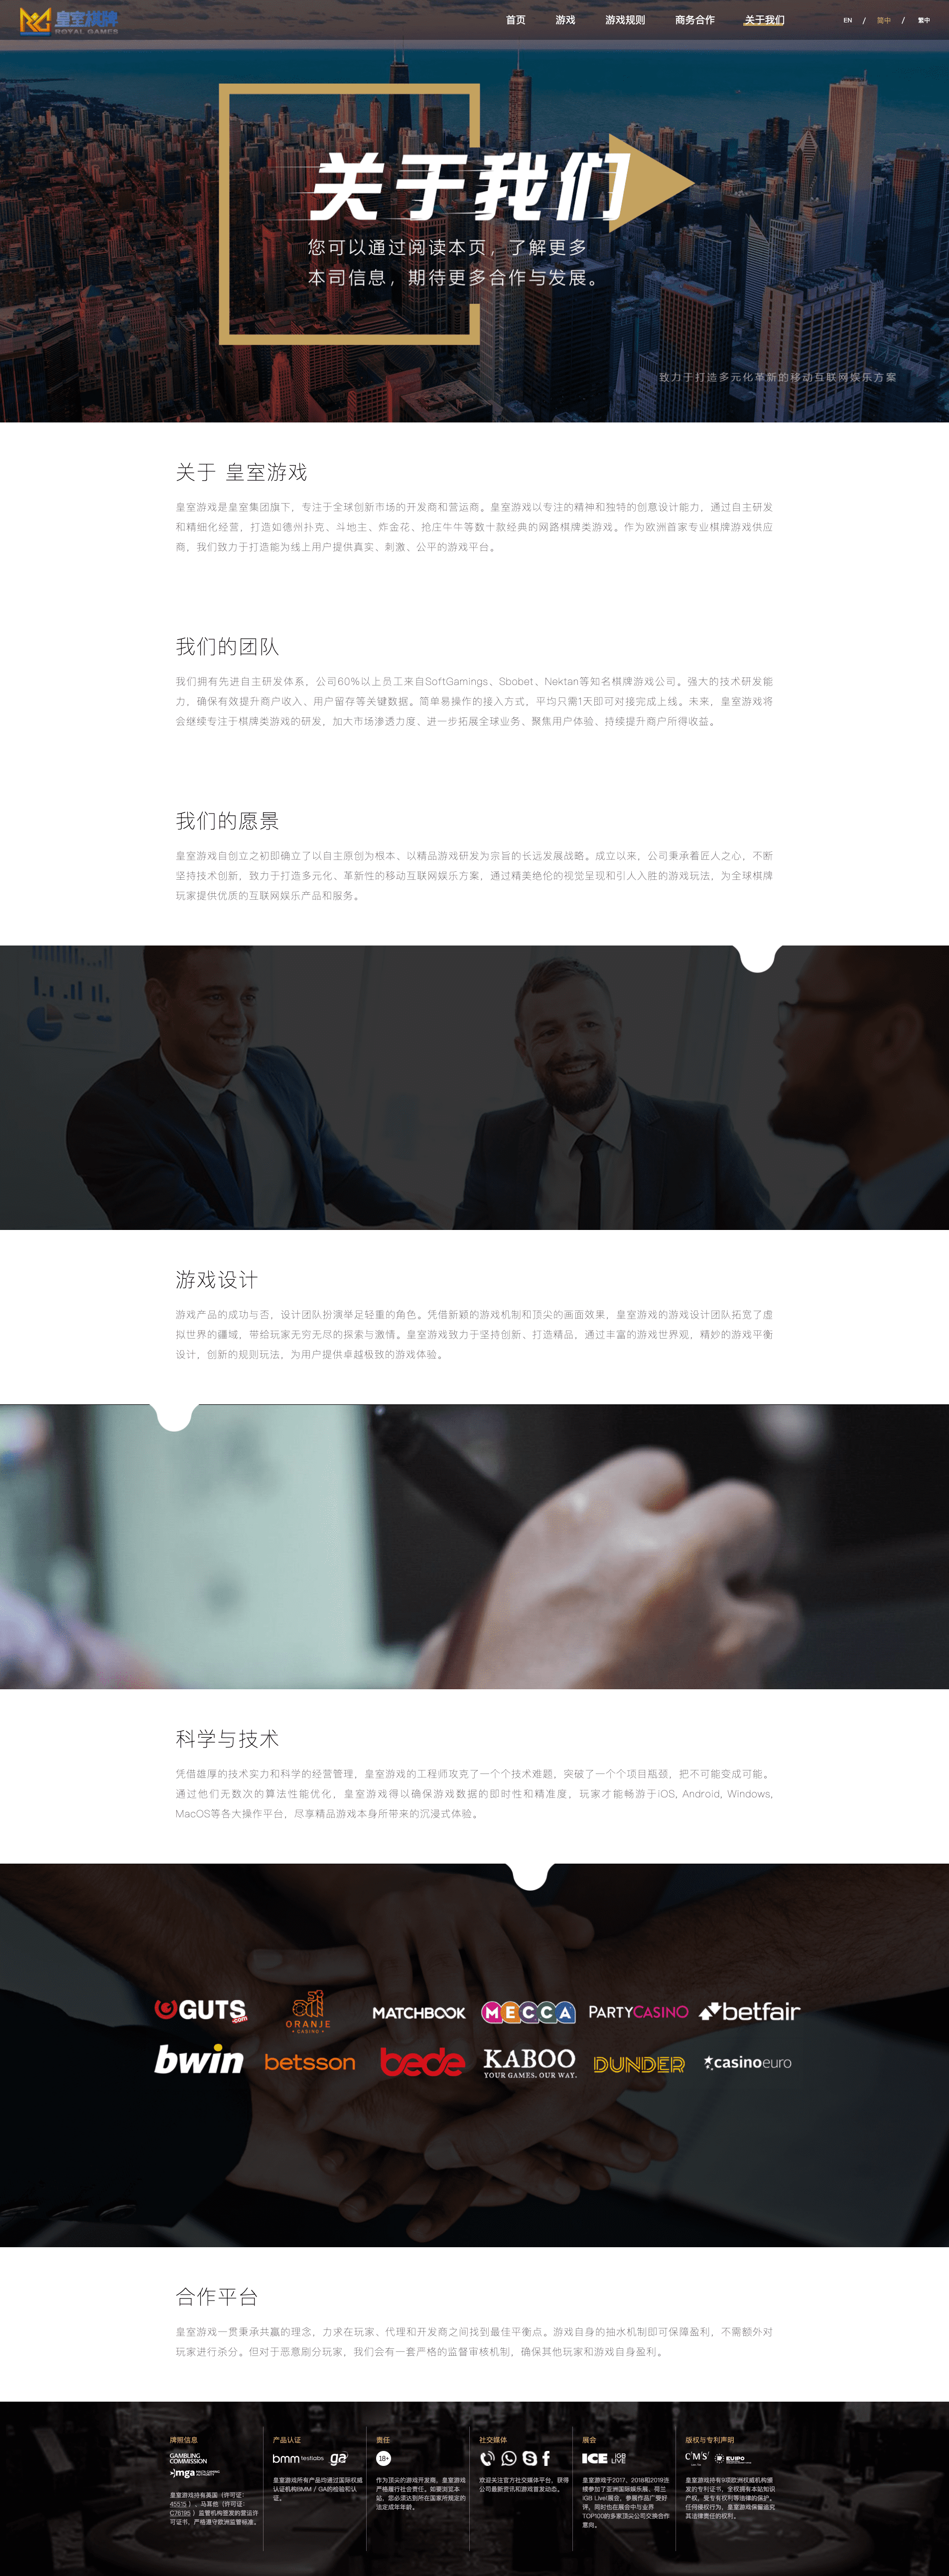 皇室棋牌
ROYAL GAMES
首页 游戏 游戏规则 商务合作 关于我们 EN / 简中 / 繁中
关于我们
您可以通过阅读本页，了解更多
本司信息，期待更多合作与发展。
致力于打造多元化革新的移动互联网娱乐方案
关于 皇室游戏
皇室游戏是皇室集团旗下，专注于全球创新市场的开发商和营运商。皇室游戏以专注的精神和独特的创意设计能力，通过自主研发
和精细化经营，打造如德州扑克、斗地主、炸金花、抢庄牛牛等数十款经典的网路棋牌类游戏。作为欧洲首家专业棋牌游戏供应
商，我们致力于打造能为线上用户提供真实、刺激、公平的游戏平台。
我们的团队
我们拥有先进自主研发体系，公司60%以上员工来自SoftGamings、Sbobet、Nektan等知名棋牌游戏公司。强大的技术研发能
力，确保有效提升商户收入、用户留存等关键数据。简单易操作的接入方式，平均只需1天即可对接完成上线。未来，皇室游戏将
会继续专注于棋牌类游戏的研发，加大市场渗透力度、进一步拓展全球业务、聚焦用户体验、持续提升商户所得收益。
我们的愿景
皇室游戏自创立之初即确立了以自主原创为根本、以精品游戏研发为宗旨的长远发展战略。成立以来，公司秉承着匠人之心，不断
坚持技术创新，致力于打造多元化、革新性的移动互联网娱乐方案，通过精美绝伦的视觉呈现和引人入胜的游戏玩法，为全球棋牌
玩家提供优质的互联网娱乐产品和服务。
游戏设计
游戏产品的成功与否，设计团队扮演举足轻重的角色。凭借新颖的游戏机制和顶尖的画面效果，皇室游戏的游戏设计团队拓宽了虚
拟世界的疆域，带给玩家无穷无尽的探索与激情。皇室游戏致力于坚持创新、打造精品，通过丰富的游戏世界观，精妙的游戏平衡
设计，创新的规则玩法，为用户提供卓越极致的游戏体验。
科学与技术
凭借雄厚的技术实力和科学的经营管理，皇室游戏的工程师攻克了一个个技术难题，突破了一个个项目瓶颈，把不可能变成可能。
通过他们无数次的算法性能优化，皇室游戏得以确保游戏数据的即时性和精准度，玩家才能畅游于iOS, Android, Windows,
MacOS等各大操作平台，尽享精品游戏本身所带来的沉浸式体验。
GUTS.com ORANJE CASINO MATCHBOOK MECCA PARTYCASINO betfair
bwin betsson bede KABOO YOUR GAMES. OUR WAY. DUNDER casinoeuro
合作平台
皇室游戏一贯秉承共赢的理念，力求在玩家、代理和开发商之间找到最佳平衡点。游戏自身的抽水机制即可保障盈利，不需额外对
玩家进行杀分。但对于恶意刷分玩家，我们会有一套严格的监督审核机制，确保其他玩家和游戏自身盈利。
牌照信息
GAMBLING
COMMISSION
mga
皇室游戏持有英国（许可证:
45515 ）、马耳他（许可证:
C76195 ）监管机构签发的营运许
可证书，严格遵守欧洲监管标准。
产品认证
bmm testlabs ga
皇室游戏所有产品均通过国际权威
认证机构BMM / GA的检验和认
证。
责任
18+
作为顶尖的游戏开发商，皇室游戏
严格履行社会责任。如要浏览本
站，您必须达到所在国家所规定的
法定成年年龄。
社交媒体
欢迎关注官方社交媒体平台，获得
公司最新资讯和游戏首发动态。
展会
ICE iGB LIVE
皇室游戏于2017、2018和2019连
续参加了亚洲国际娱乐展、荷兰
iGB Live!展会，参展作品广受好
评，同时也在展会中与业界
TOP100的多家顶尖公司交换合作
意向。
版权与专利声明
CMS EUIPO
皇室游戏持有9项欧洲权威机构颁
发的专利证书，全权拥有本站知识
产权，受专有权利等法律的保护。
任何侵权行为，皇室游戏保留追究
其法律责任的权利。